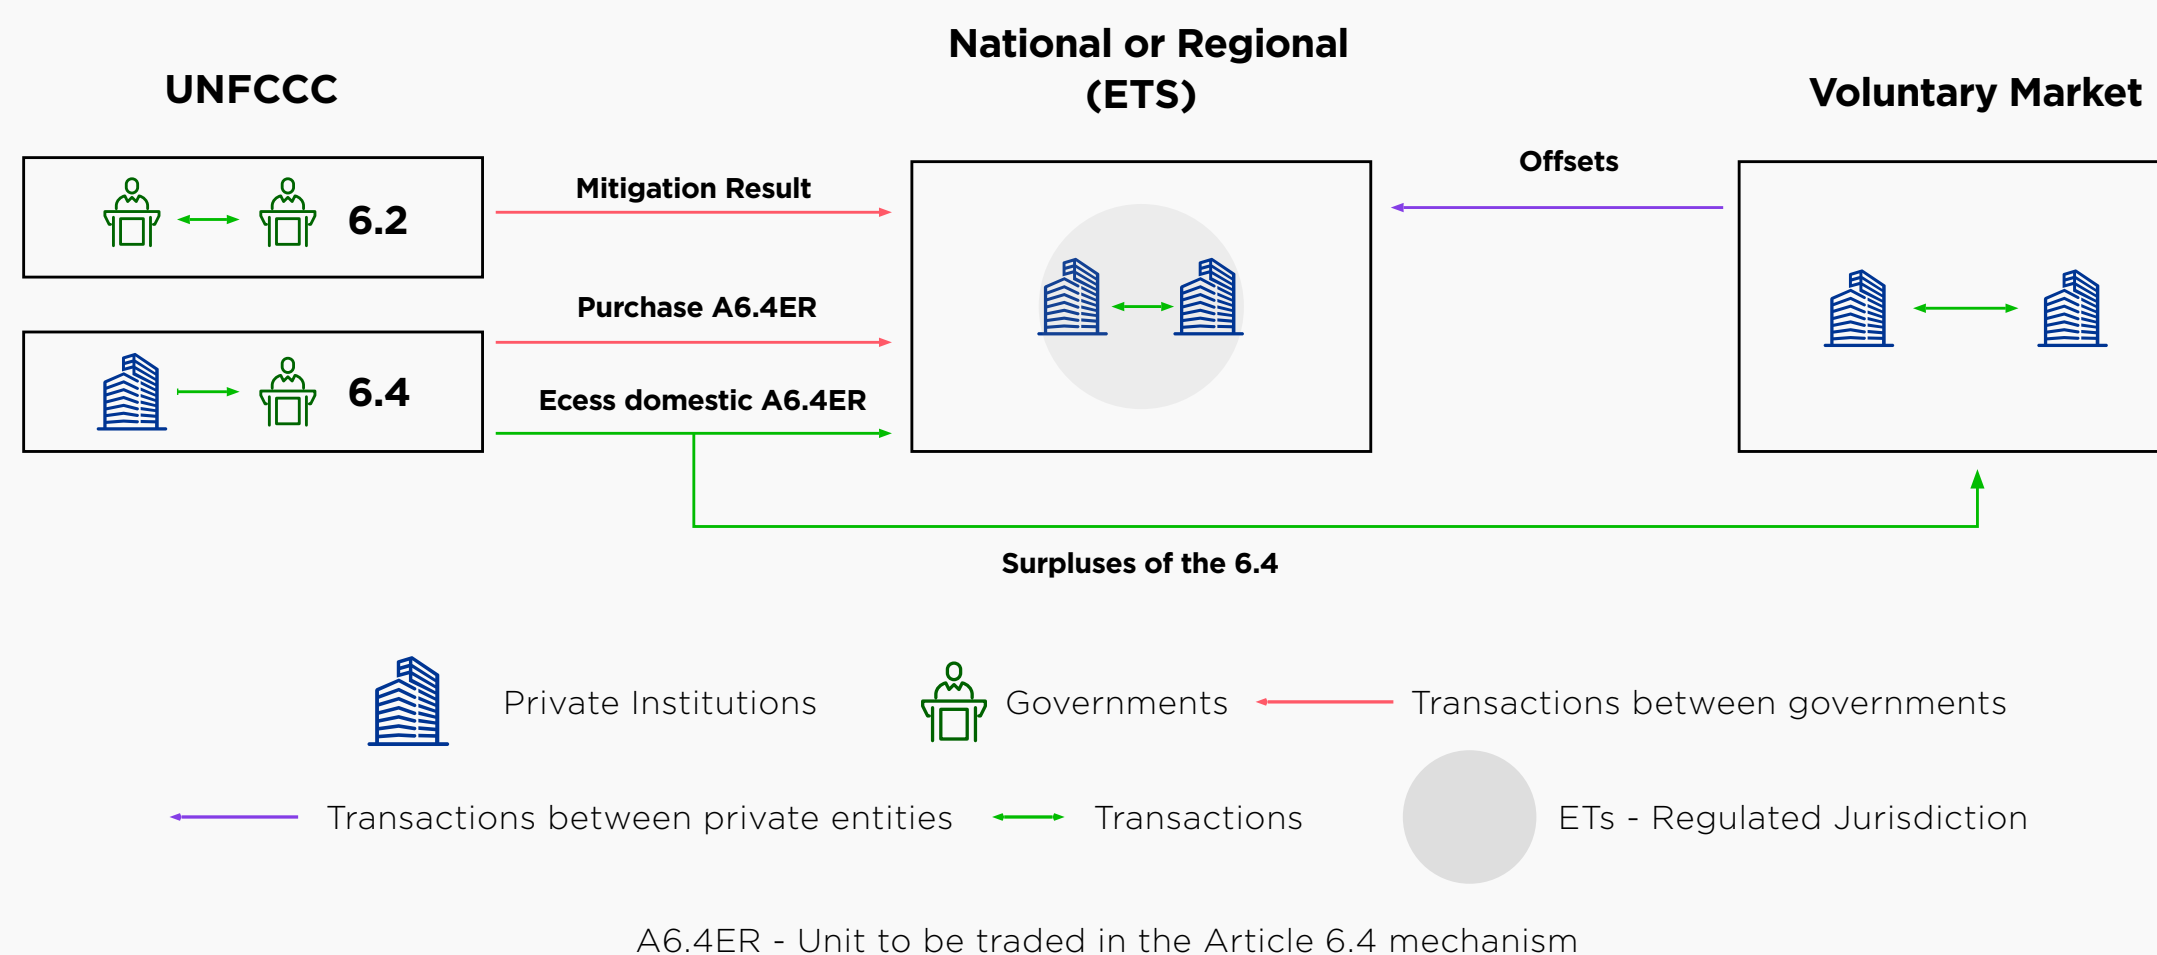 UNFCCC
National or Regional
(ETS)
Voluntary Market
6.2
Mitigation Result
Offsets
Purchase A6.4ER
6.4
Ecess domestic A6.4ER
Surpluses of the 6.4
Private Institutions
Governments
Transactions between governments
Transactions between private entities
Transactions
ETs - Regulated Jurisdiction
A6.4ER - Unit to be traded in the Article 6.4 mechanism